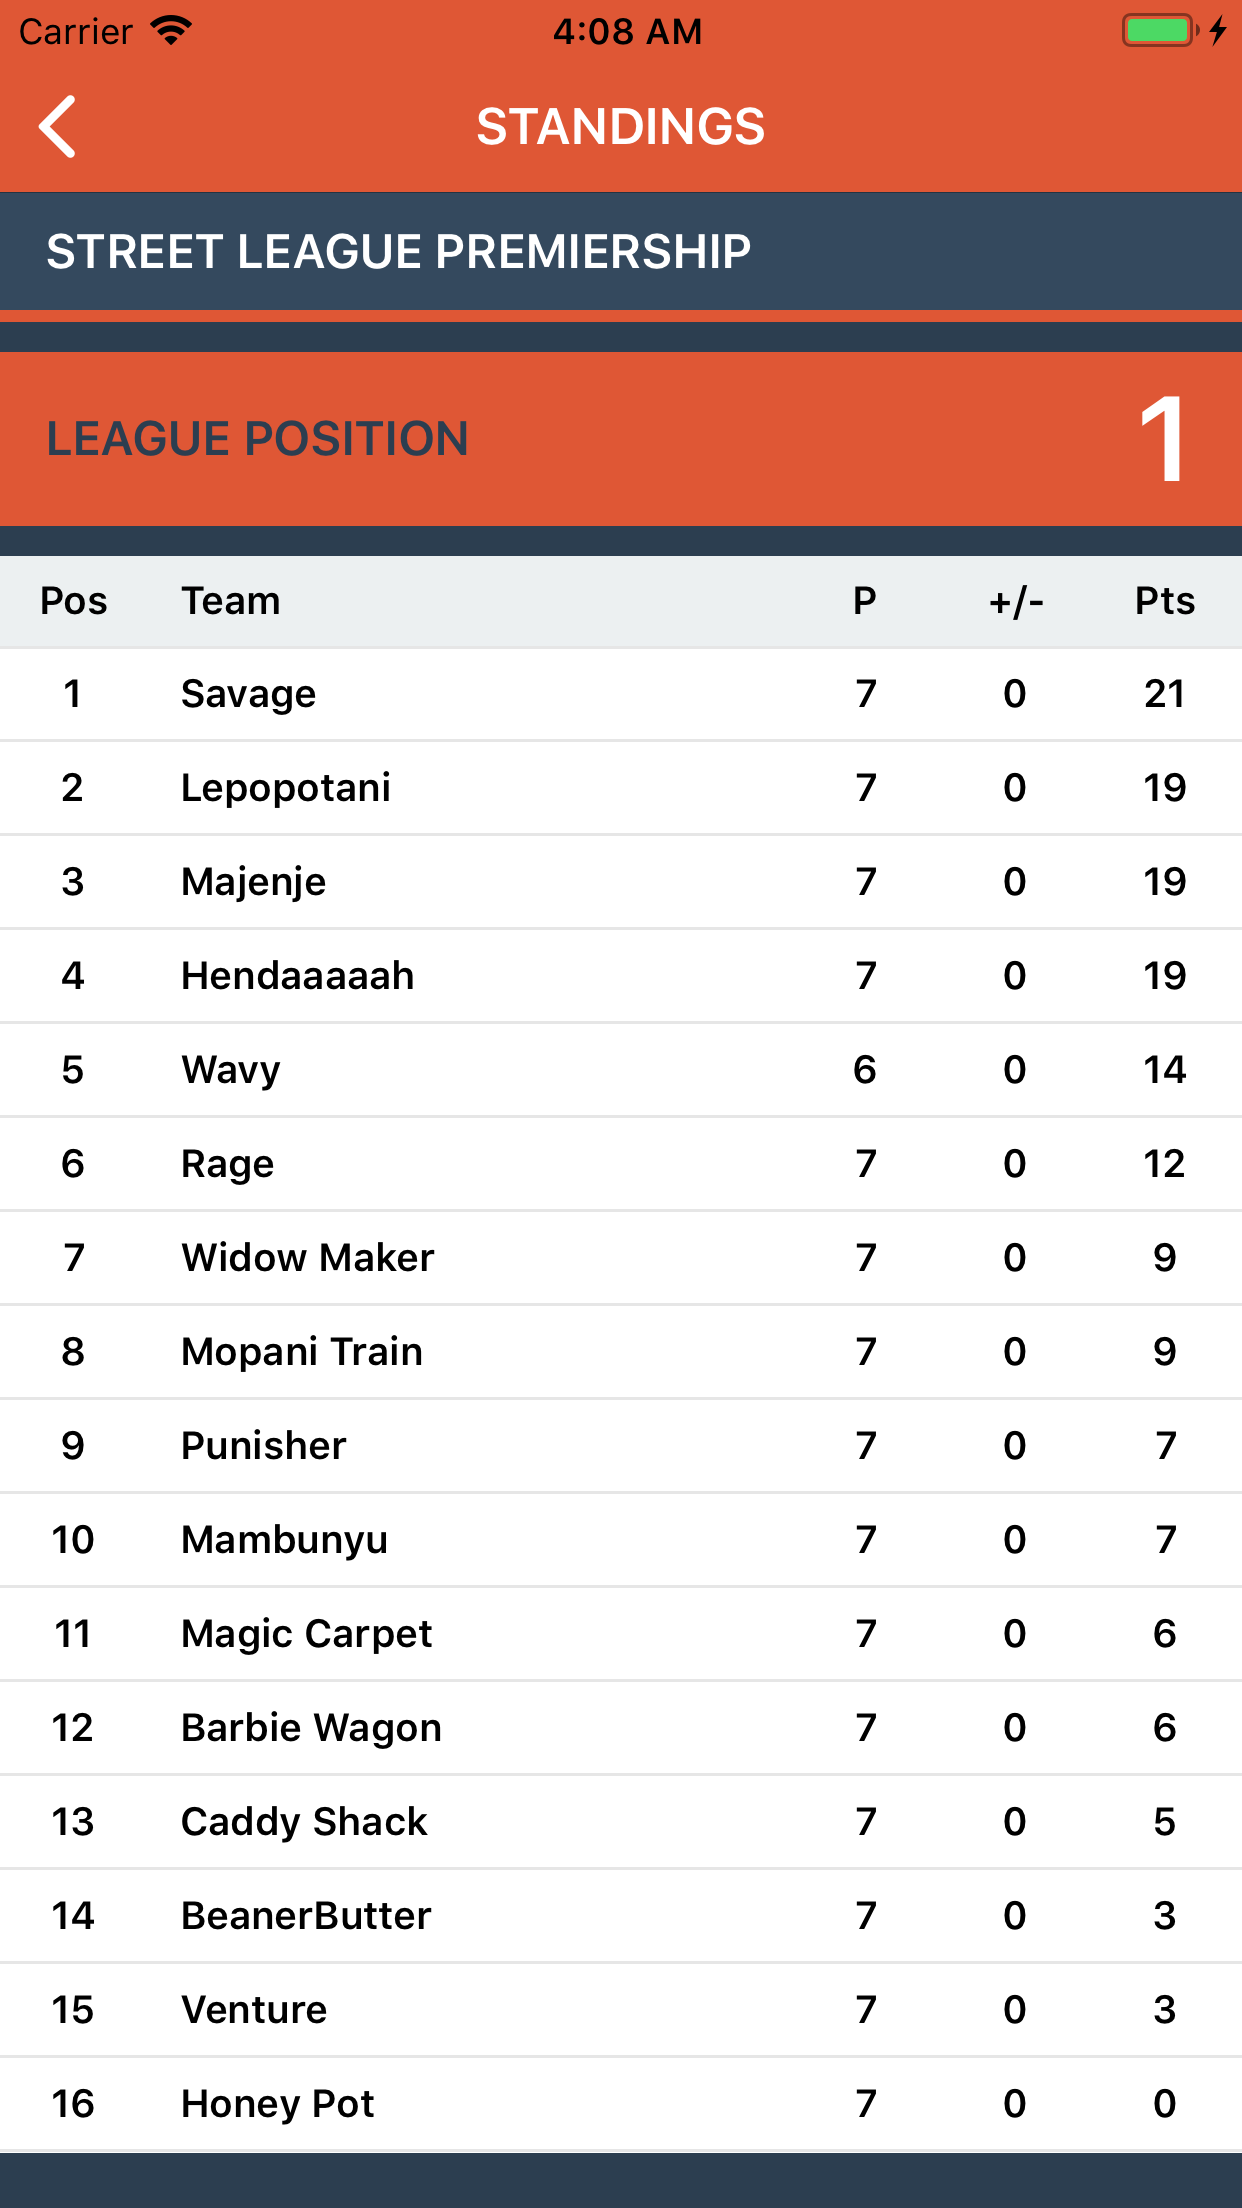 Carrier 4:08 AM
STANDINGS
STREET LEAGUE PREMIERSHIP
LEAGUE POSITION 1
Pos Team P +/- Pts
1 Savage 7 0 21
2 Lepopotani 7 0 19
3 Majenje 7 0 19
4 Hendaaaaah 7 0 19
5 Wavy 6 0 14
6 Rage 7 0 12
7 Widow Maker 7 0 9
8 Mopani Train 7 0 9
9 Punisher 7 0 7
10 Mambunyu 7 0 7
11 Magic Carpet 7 0 6
12 Barbie Wagon 7 0 6
13 Caddy Shack 7 0 5
14 BeanerButter 7 0 3
15 Venture 7 0 3
16 Honey Pot 7 0 0